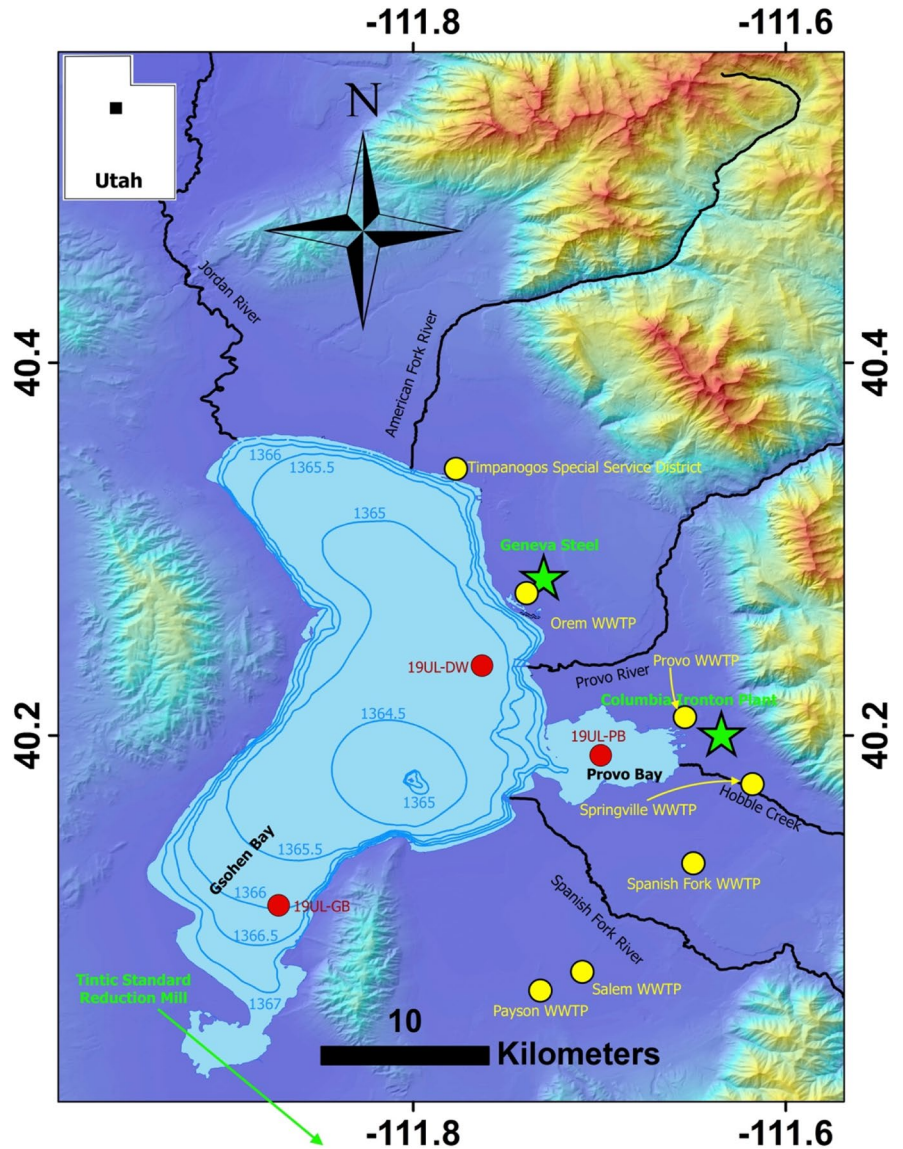 -111.8
-111.6
Utah
N
Jordan River
American Fork River
40.4
40.4
1366
1365.5
Timpanogos Special Service District
1365
Geneva Steel
Orem WWTP
19UL-DW
Provo River
Provo WWTP
Columbia Ironton Plant
1364.5
40.2
40.2
19UL-PB
Provo Bay
1365
Springville WWTP
Hobble Creek
1365.5
Gsohen Bay
Spanish Fork WWTP
1366
19UL-GB
Spanish Fork River
1366.5
Tintic Standard
Reduction Mill
Salem WWTP
1367
Payson WWTP
10
Kilometers
-111.8
-111.6